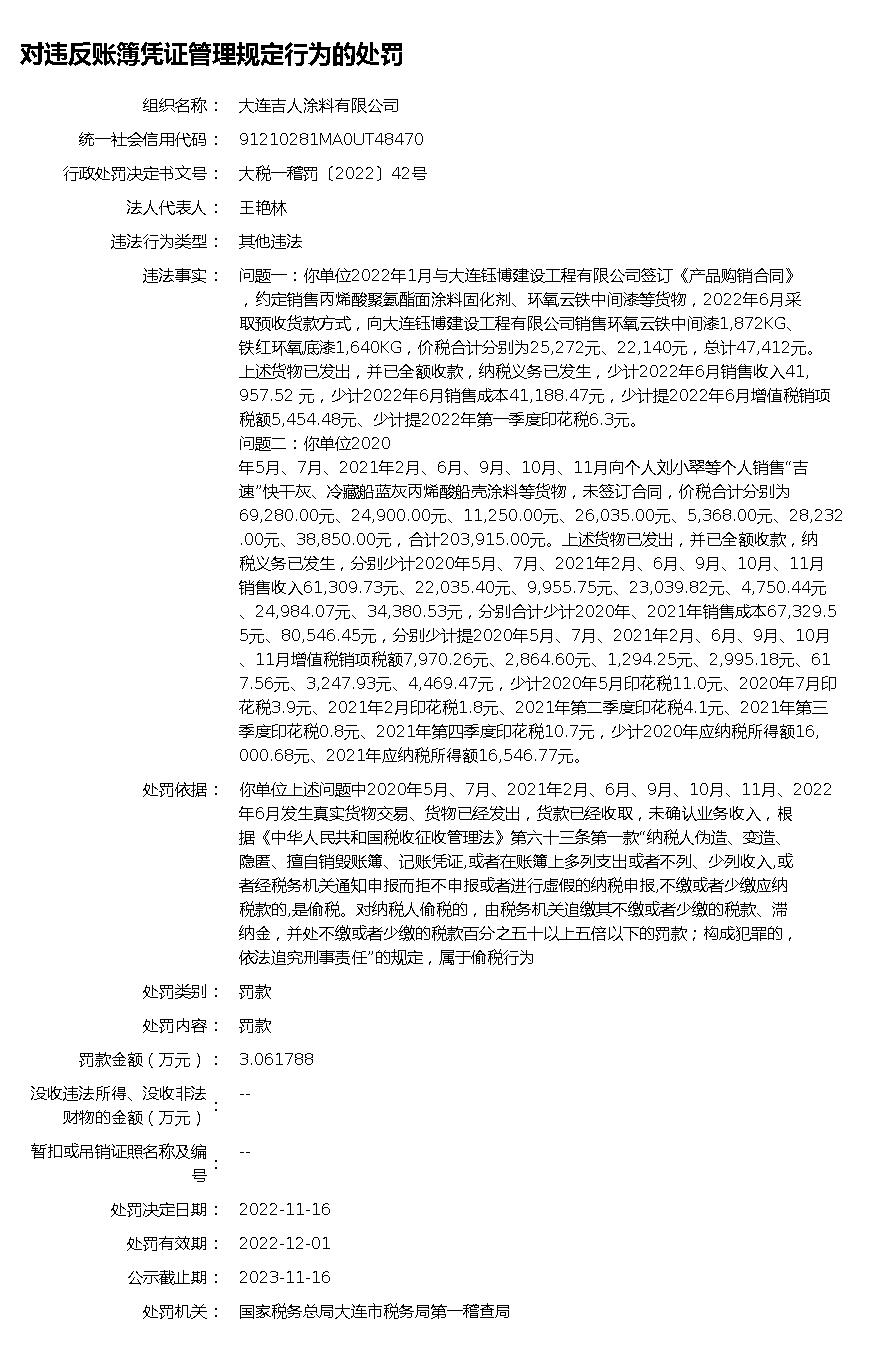 对违反账簿凭证管理规定行为的处罚
组织名称： 大连吉人涂料有限公司
统一社会信用代码： 91210281MA0UT48470
行政处罚决定书文号： 大税一稽罚〔2022〕42号
法人代表人： 王艳林
违法行为类型： 其他违法
违法事实： 问题一：你单位2022年1月与大连钰博建设工程有限公司签订《产品购销合同》
，约定销售丙烯酸聚氨酯面涂料固化剂、环氧云铁中间漆等货物，2022年6月采
取预收货款方式，向大连钰博建设工程有限公司销售环氧云铁中间漆1,872KG、
铁红环氧底漆1,640KG，价税合计分别为25,272元、22,140元，总计47,412元。
上述货物已发出，并已全额收款，纳税义务已发生，少计2022年6月销售收入41,
957.52 元，少计2022年6月销售成本41,188.47元，少计提2022年6月增值税销项
税额5,454.48元、少计提2022年第一季度印花税6.3元。
问题二：你单位2020
年5月、7月、2021年2月、6月、9月、10月、11月向个人刘小翠等个人销售“吉
速”快干灰、冷藏船蓝灰丙烯酸船壳涂料等货物，未签订合同，价税合计分别为
69,280.00元、24,900.00元、11,250.00元、26,035.00元、5,368.00元、28,232
.00元、38,850.00元，合计203,915.00元。上述货物已发出，并已全额收款，纳
税义务已发生，分别少计2020年5月、7月、2021年2月、6月、9月、10月、11月
销售收入61,309.73元、22,035.40元、9,955.75元、23,039.82元、4,750.44元
、24,984.07元、34,380.53元，分别合计少计2020年、2021年销售成本67,329.5
5元、80,546.45元，分别少计提2020年5月、7月、2021年2月、6月、9月、10月
、11月增值税销项税额7,970.26元、2,864.60元、1,294.25元、2,995.18元、61
7.56元、3,247.93元、4,469.47元，少计2020年5月印花税11.0元、2020年7月印
花税3.9元、2021年2月印花税1.8元、2021年第二季度印花税4.1元、2021年第三
季度印花税0.8元、2021年第四季度印花税10.7元，少计2020年应纳税所得额16,
000.68元、2021年应纳税所得额16,546.77元。
处罚依据： 你单位上述问题中2020年5月、7月、2021年2月、6月、9月、10月、11月、2022
年6月发生真实货物交易、货物已经发出，货款已经收取，未确认业务收入，根
据《中华人民共和国税收征收管理法》第六十三条第一款“纳税人伪造、变造、
隐匿、擅自销毁账簿、记账凭证,或者在账簿上多列支出或者不列、少列收入,或
者经税务机关通知申报而拒不申报或者进行虚假的纳税申报,不缴或者少缴应纳
税款的,是偷税。对纳税人偷税的，由税务机关追缴其不缴或者少缴的税款、滞
纳金，并处不缴或者少缴的税款百分之五十以上五倍以下的罚款；构成犯罪的，
依法追究刑事责任”的规定，属于偷税行为
处罚类别： 罚款
处罚内容： 罚款
罚款金额（万元）： 3.061788
没收违法所得、没收非法
财物的金额（万元）： --
暂扣或吊销证照名称及编
号： --
处罚决定日期： 2022-11-16
处罚有效期： 2022-12-01
公示截止期： 2023-11-16
处罚机关： 国家税务总局大连市税务局第一稽查局